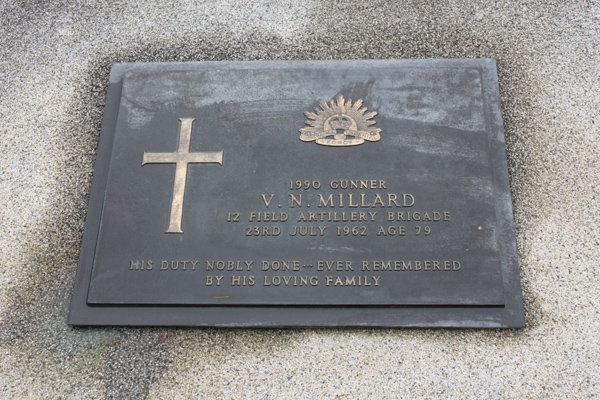 1990 GUNNER
V. N. MILLARD
12 FIELD ARTILLERY BRIGADE
23RD JULY 1962 AGE 79
HIS DUTY NOBLY DONE—EVER REMEMBERED
BY HIS LOVING FAMILY